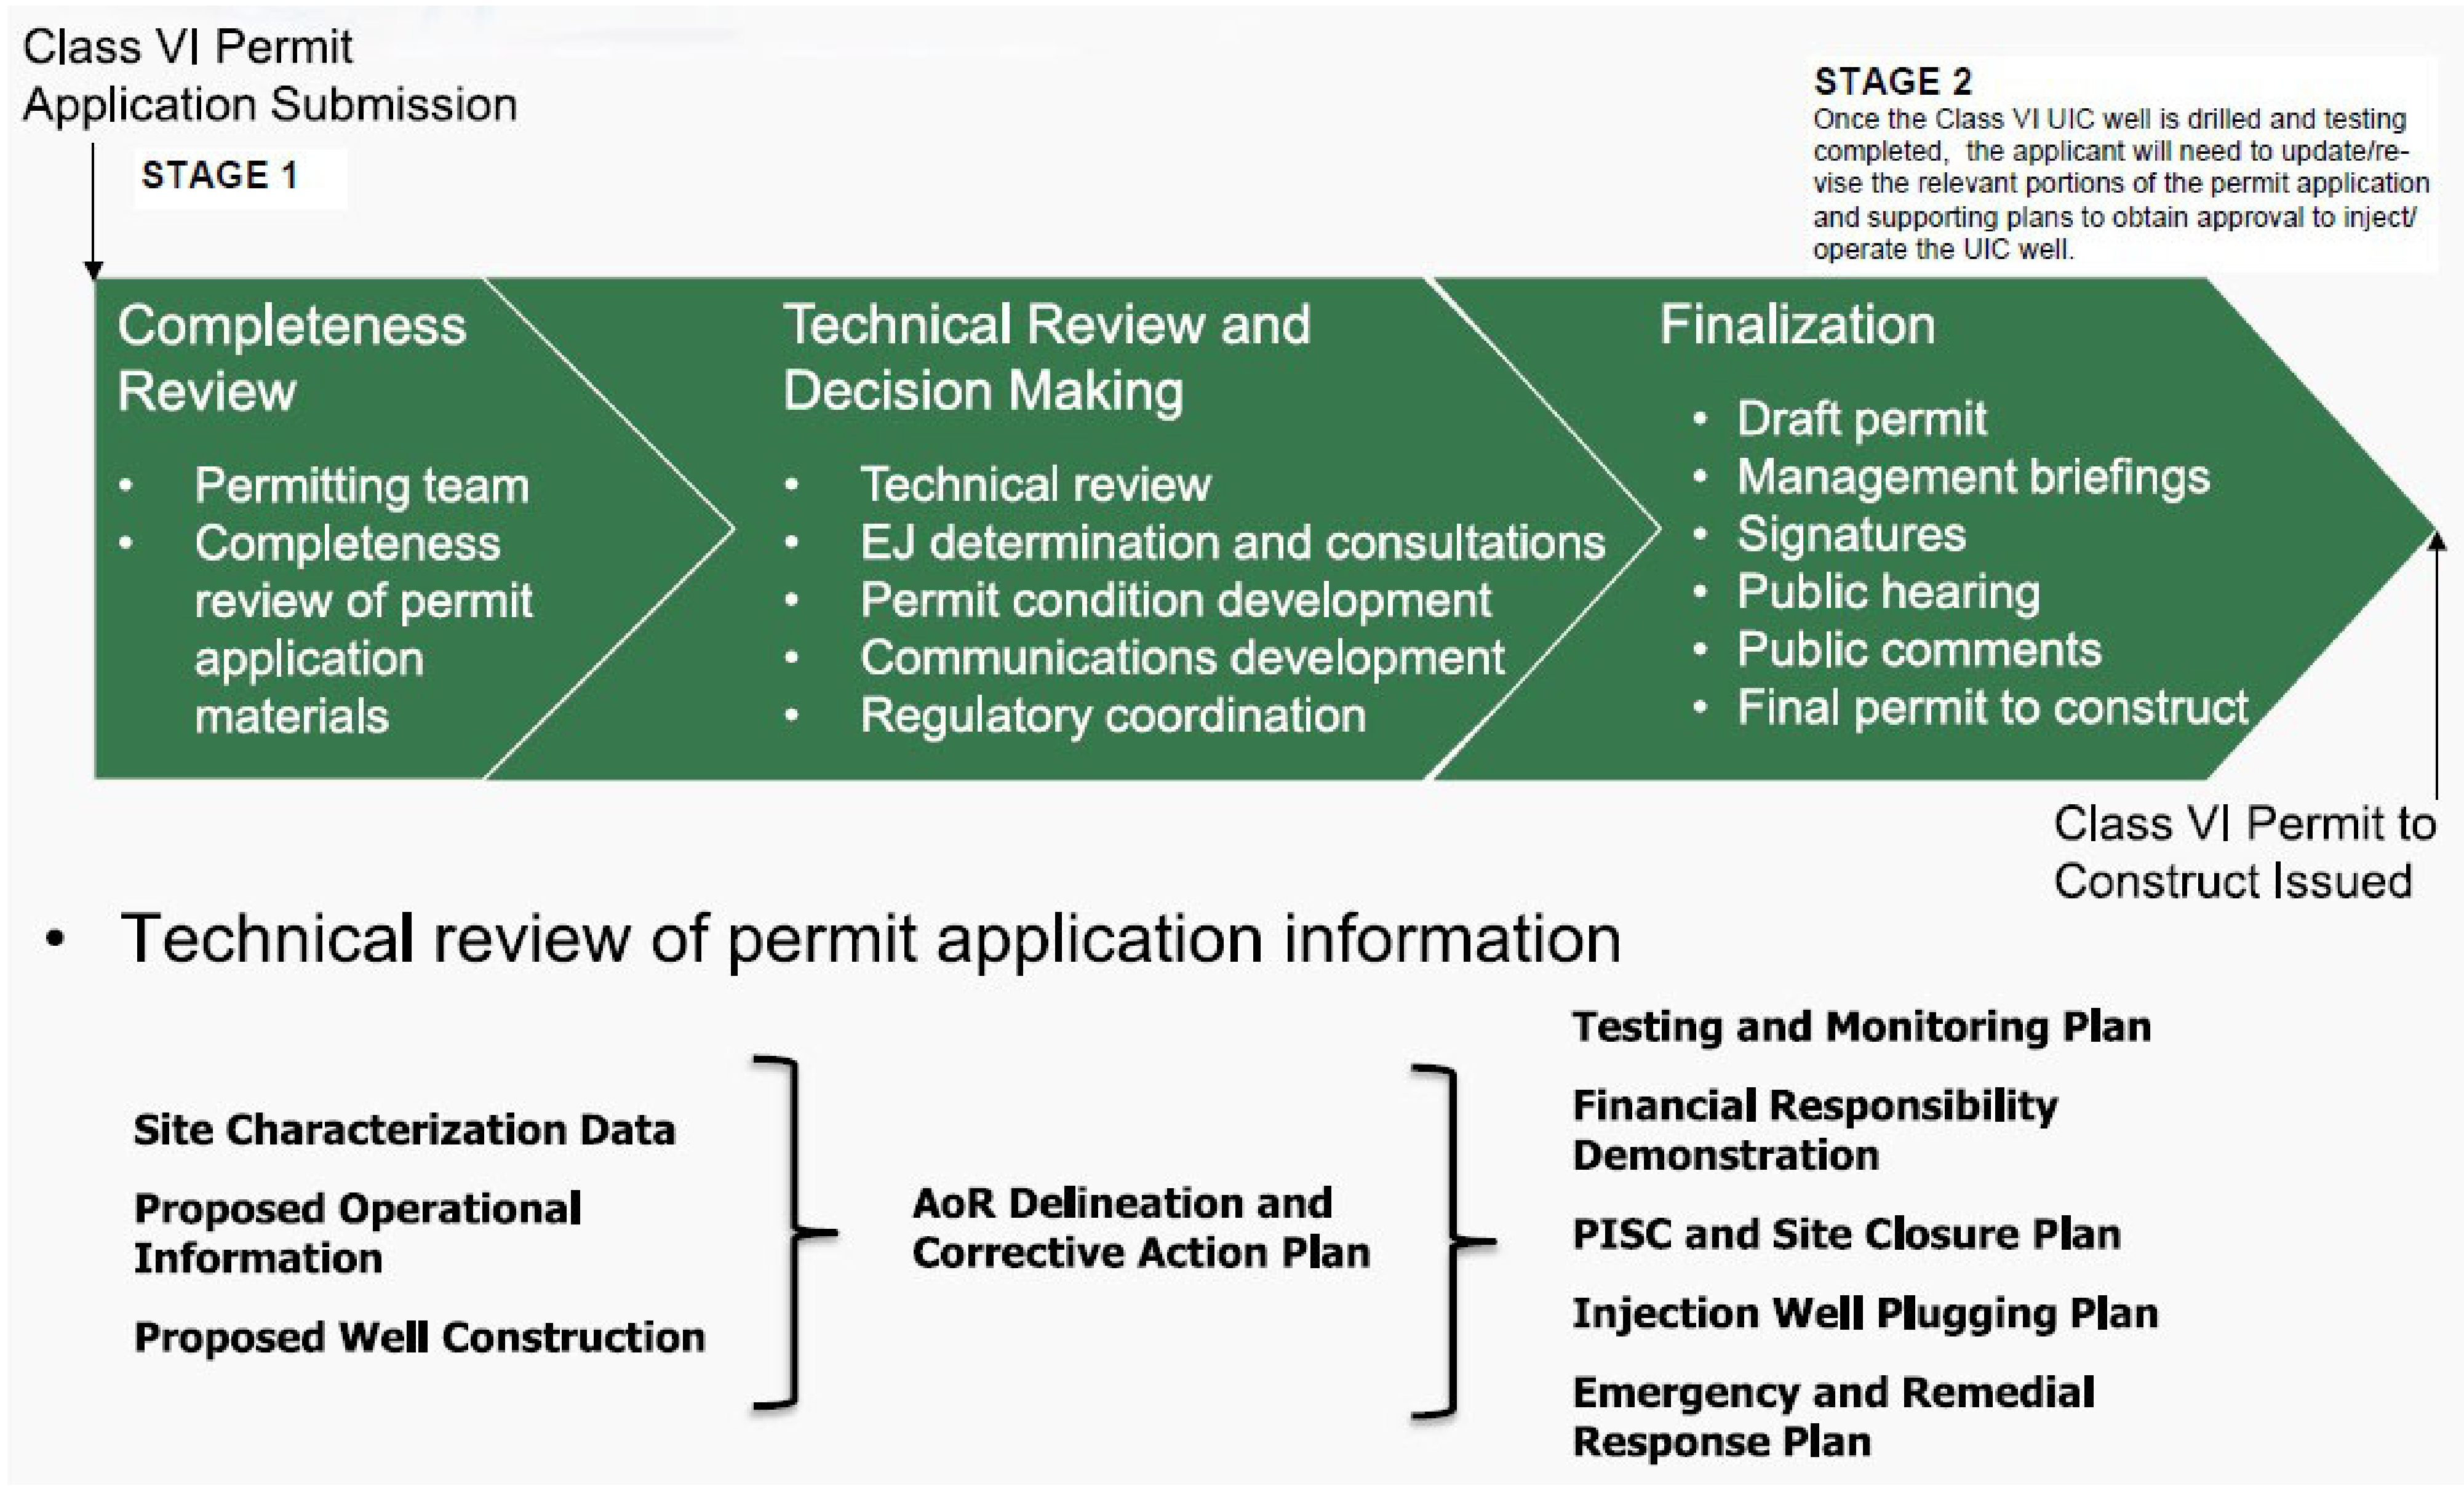 Class VI Permit
Application Submission
STAGE 1
STAGE 2
Once the Class VI UIC well is drilled and testing
completed, the applicant will need to update/re-
vise the relevant portions of the permit application
and supporting plans to obtain approval to inject/
operate the UIC well.
Completeness
Review
• Permitting team
• Completeness
review of permit
application
materials
Technical Review and
Decision Making
• Technical review
• EJ determination and consultations
• Permit condition development
• Communications development
• Regulatory coordination
Finalization
• Draft permit
• Management briefings
• Signatures
• Public hearing
• Public comments
• Final permit to construct
Class VI Permit to
Construct Issued
• Technical review of permit application information
Site Characterization Data
Proposed Operational
Information
Proposed Well Construction
AoR Delineation and
Corrective Action Plan
Testing and Monitoring Plan
Financial Responsibility
Demonstration
PISC and Site Closure Plan
Injection Well Plugging Plan
Emergency and Remedial
Response Plan